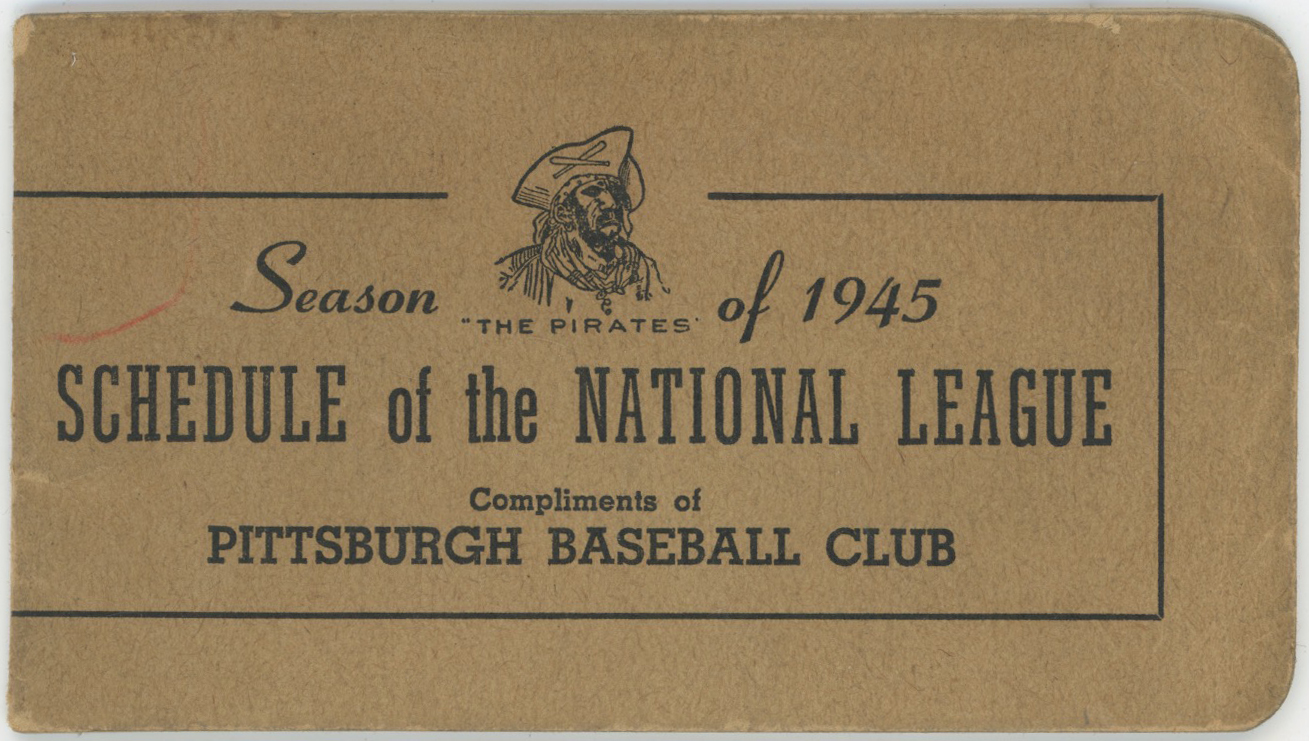 Season of 1945
"THE PIRATES'
SCHEDULE of the NATIONAL LEAGUE
Compliments of
PITTSBURGH BASEBALL CLUB